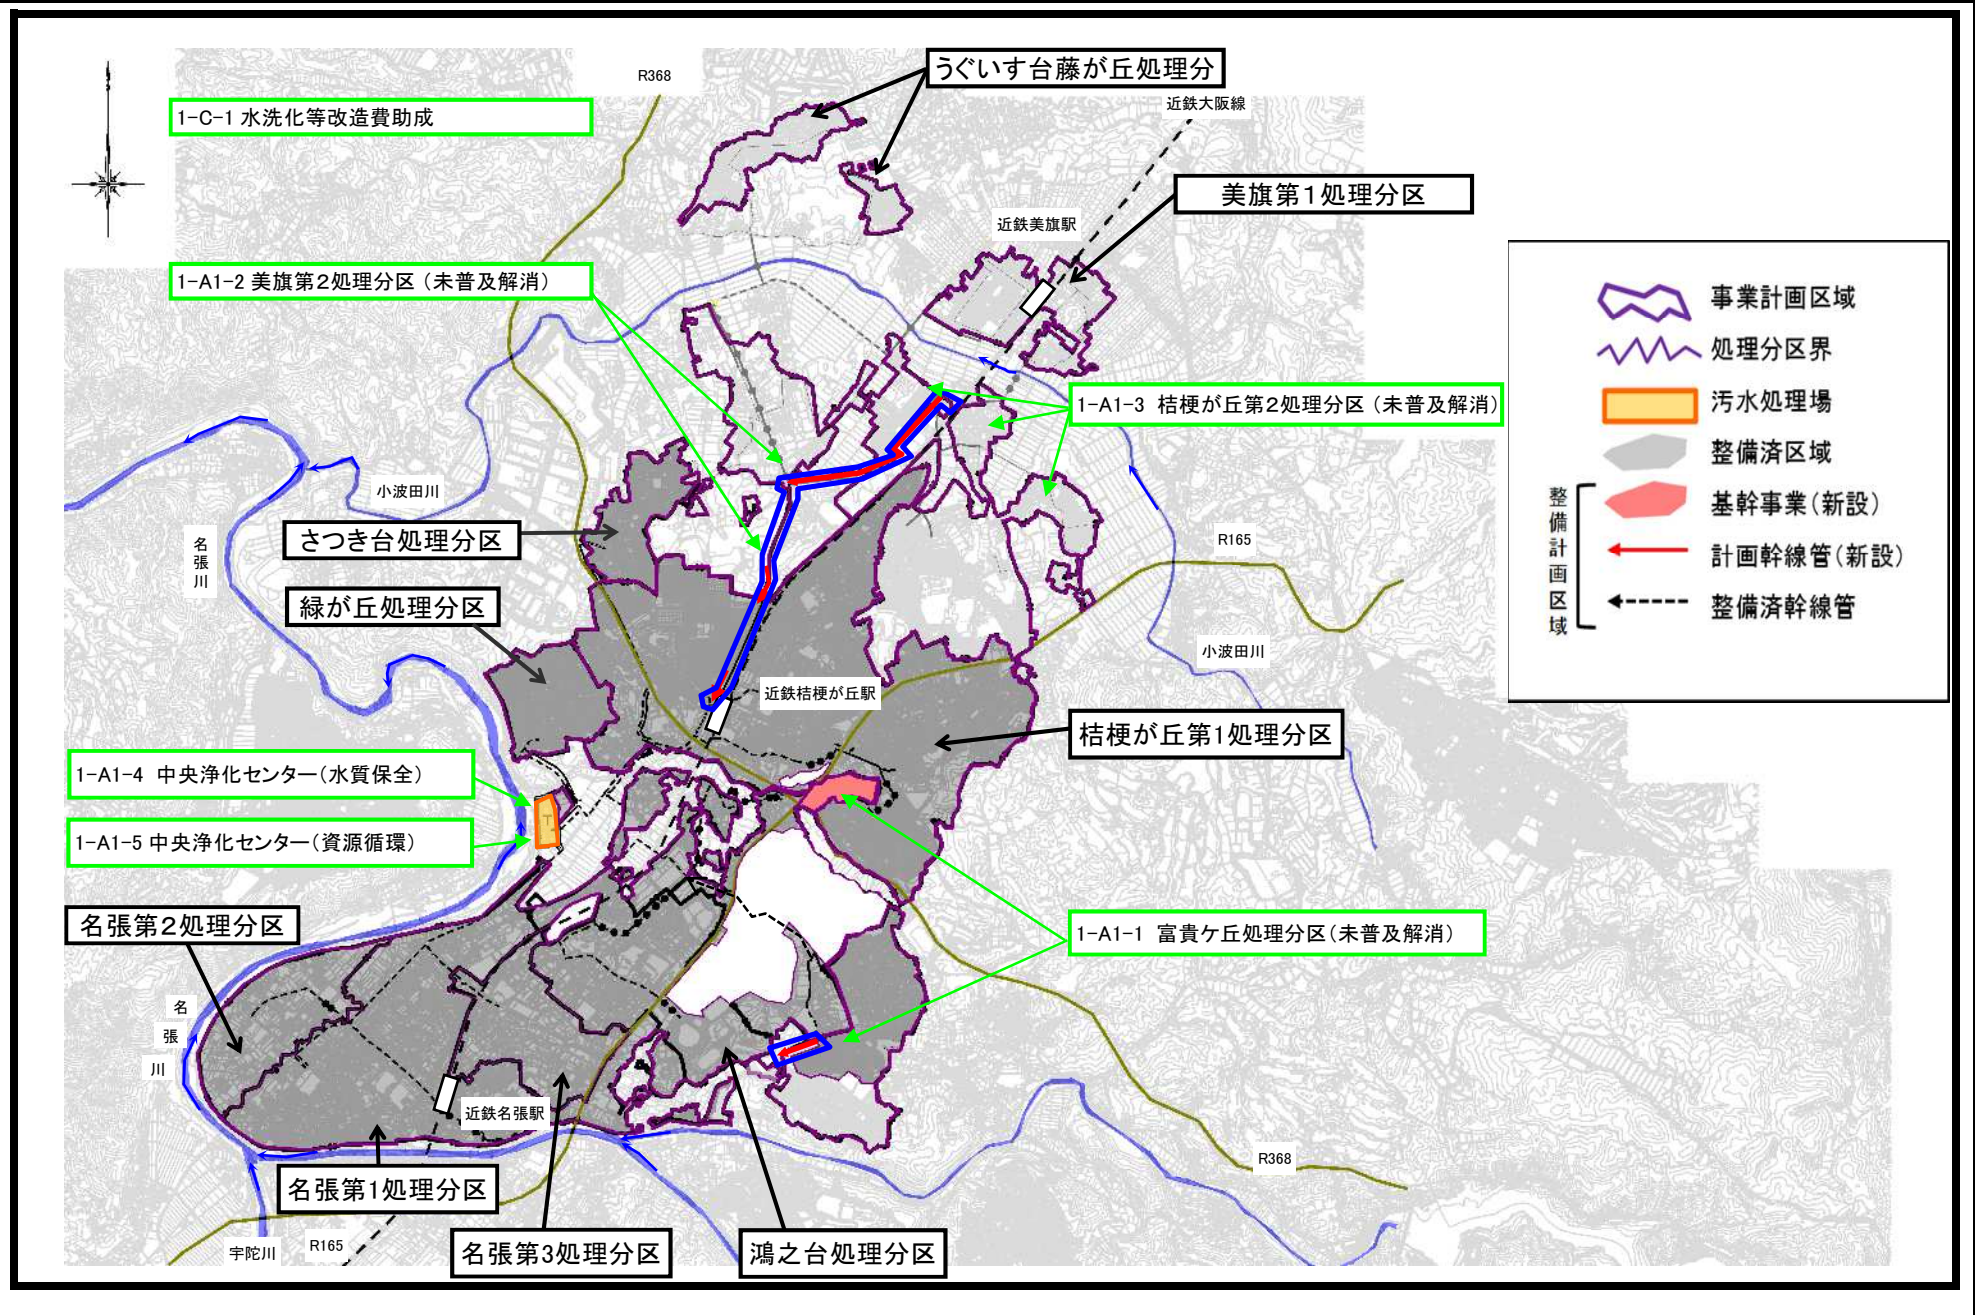 うぐいす台藤が丘処理分
R368
近鉄大阪線
1-C-1 水洗化等改造費助成
美旗第1処理分区
近鉄美旗駅
1-A1-2 美旗第2処理分区（未普及解消）
事業計画区域
処理分区界
汚水処理場
整備済区域
整備計画区域
基幹事業（新設）
計画幹線管（新設）
整備済幹線管
1-A1-3 桔梗が丘第2処理分区（未普及解消）
小波田川
さつき台処理分区
名張川
R165
緑が丘処理分区
小波田川
近鉄桔梗が丘駅
桔梗が丘第1処理分区
1-A1-4 中央浄化センター（水質保全）
1-A1-5 中央浄化センター（資源循環）
名張第2処理分区
1-A1-1 富貴ケ丘処理分区（未普及解消）
名張川
近鉄名張駅
R368
名張第1処理分区
宇陀川
R165
名張第3処理分区
鴻之台処理分区